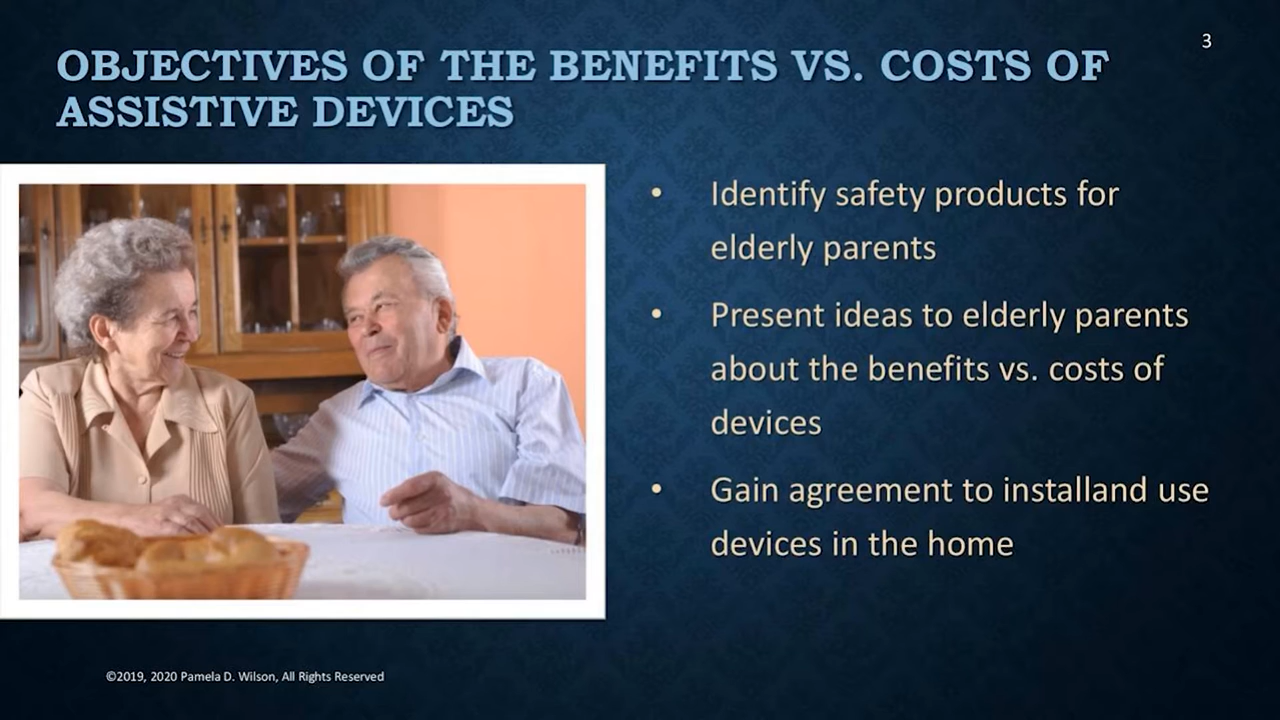 3
OBJECTIVES OF THE BENEFITS VS. COSTS OF
ASSISTIVE DEVICES
• Identify safety products for
elderly parents
• Present ideas to elderly parents
about the benefits vs. costs of
devices
• Gain agreement to installand use
devices in the home
©2019, 2020 Pamela D. Wilson, All Rights Reserved